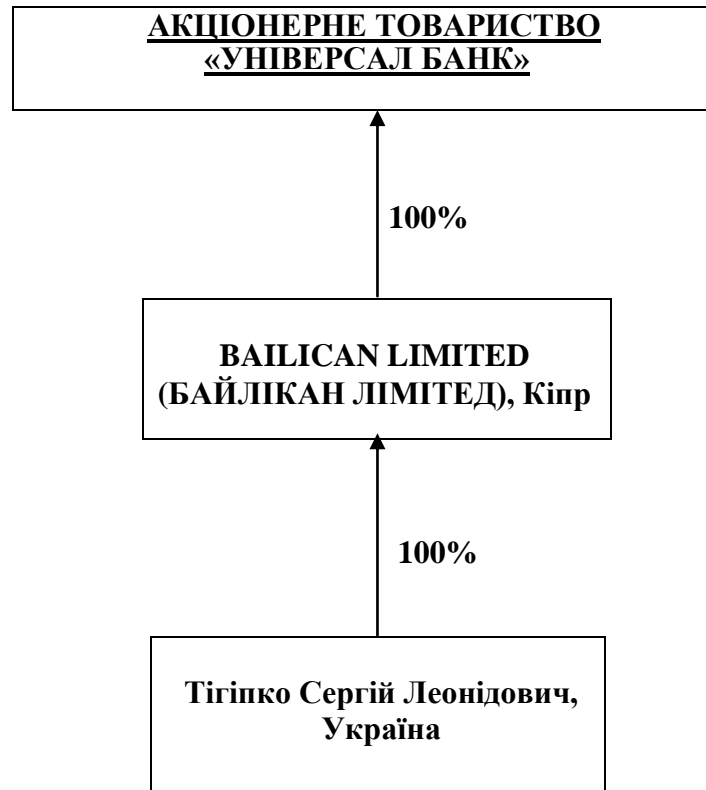 АКЦІОНЕРНЕ ТОВАРИСТВО
«УНІВЕРСАЛ БАНК»
100%
BAILICAN LIMITED
(БАЙЛІКАН ЛІМІТЕД), Кіпр
100%
Тігіпко Сергій Леонідович,
Україна